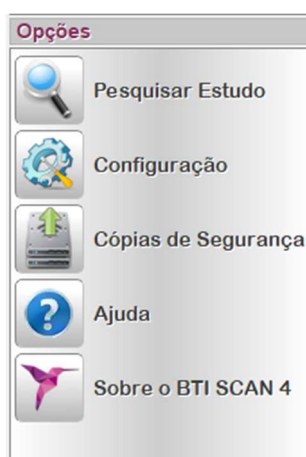 Opções
Pesquisar Estudo
Configuração
Cópias de Segurança
Ajuda
Sobre o BTI SCAN 4